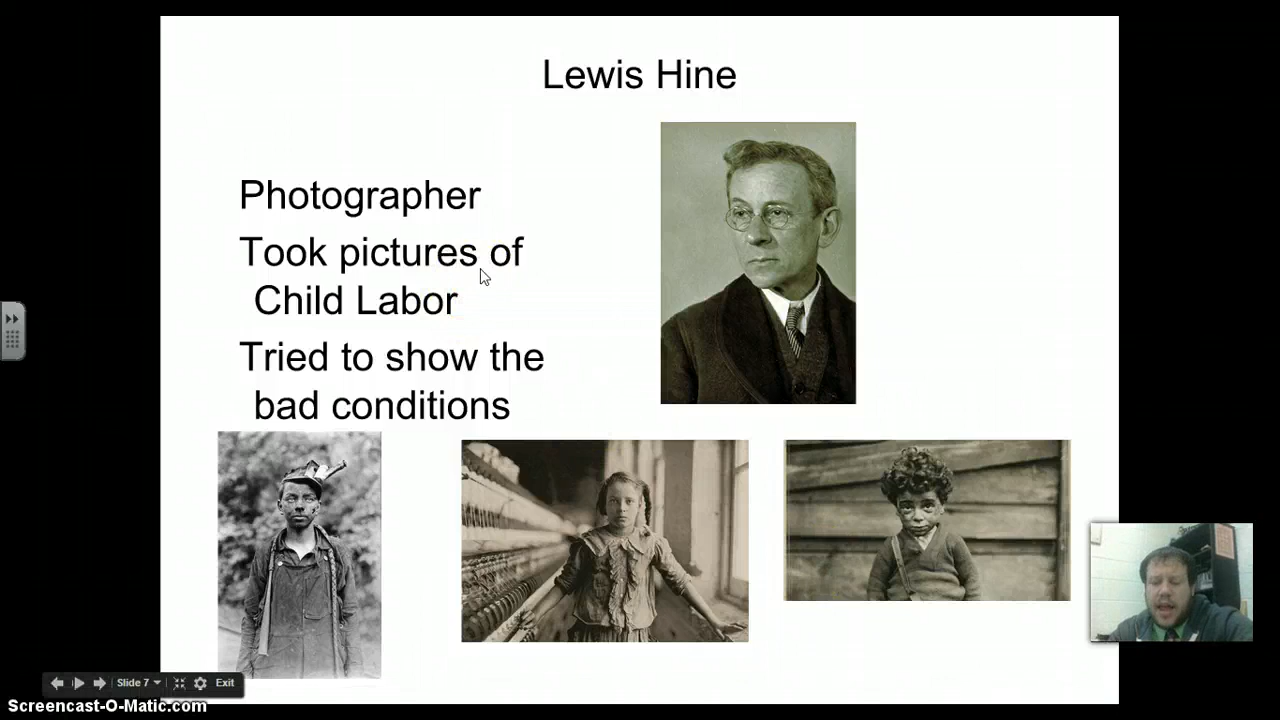 Lewis Hine
Photographer
Took pictures of
Child Labor
Tried to show the
bad conditions
Slide 7
Exit
Screencast-O-Matic.com